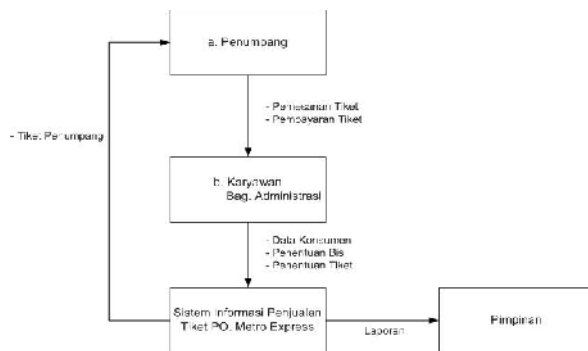 a. Penumpang
- Pemesanan Tiket
- Pembayaran Tiket
- Tiket Penumpang
b. Karyawan
Bag. Administrasi
- Data Konsumen
- Penentuan Bis
- Penentuan Tiket
Sistem Informasi Penjualan
Tiket PO. Metro Express
Laporan
Pimpinan